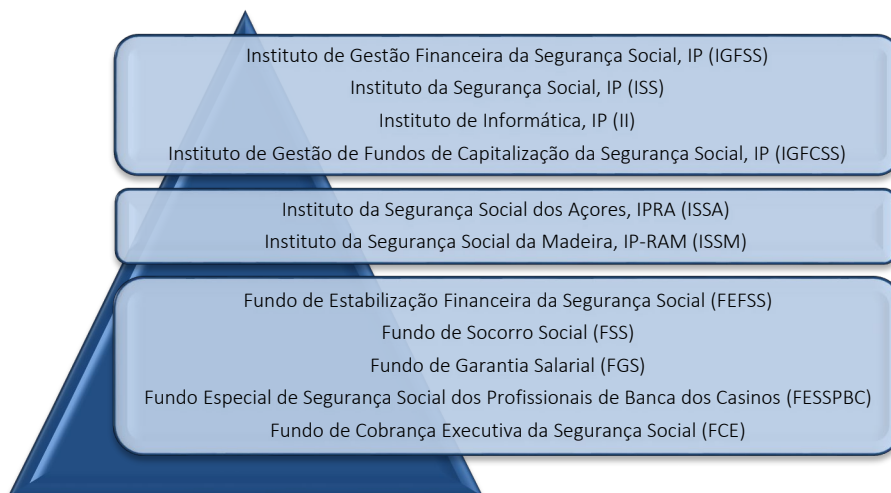 Instituto de Gestão Financeira da Segurança Social, IP (IGFSS)
Instituto da Segurança Social, IP (ISS)
Instituto de Informática, IP (II)
Instituto de Gestão de Fundos de Capitalização da Segurança Social, IP (IGFCSS)
Instituto da Segurança Social dos Açores, IPRA (ISSA)
Instituto da Segurança Social da Madeira, IP-RAM (ISSM)
Fundo de Estabilização Financeira da Segurança Social (FEFSS)
Fundo de Socorro Social (FSS)
Fundo de Garantia Salarial (FGS)
Fundo Especial de Segurança Social dos Profissionais de Banca dos Casinos (FESSPBC)
Fundo de Cobrança Executiva da Segurança Social (FCE)